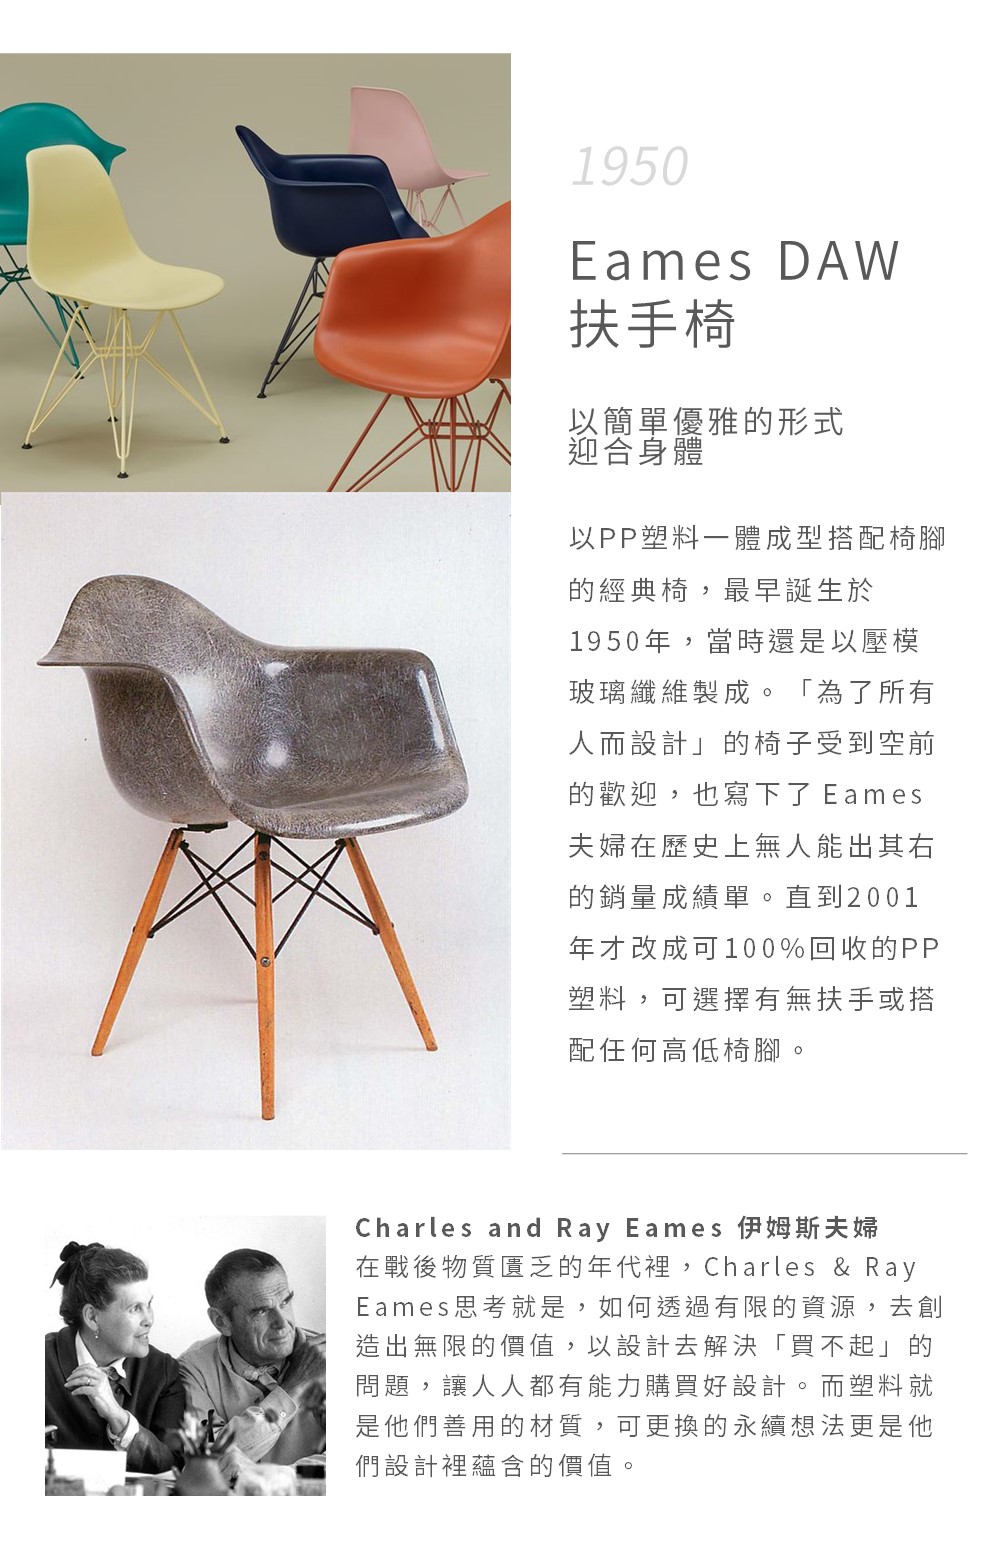 1950
Eames DAW
扶手椅
以簡單優雅的形式
迎合身體
以PP塑料一體成型搭配椅腳
的經典椅，最早誕生於
1950年，當時還是以壓模
玻璃纖維製成。「為了所有
人而設計」的椅子受到空前
的歡迎，也寫下了 Eames
夫婦在歷史上無人能出其右
的銷量成績單。直到2001
年才改成可100%回收的PP
塑料，可選擇有無扶手或搭
配任何高低椅腳。
Charles and Ray Eames 伊姆斯夫婦
在戰後物質匱乏的年代裡，Charles & Ray
Eames思考就是，如何透過有限的資源，去創
造出無限的價值，以設計去解決「買不起」的
問題，讓人人都有能力購買好設計。而塑料就
是他們善用的材質，可更換的永續想法更是他
們設計裡蘊含的價值。